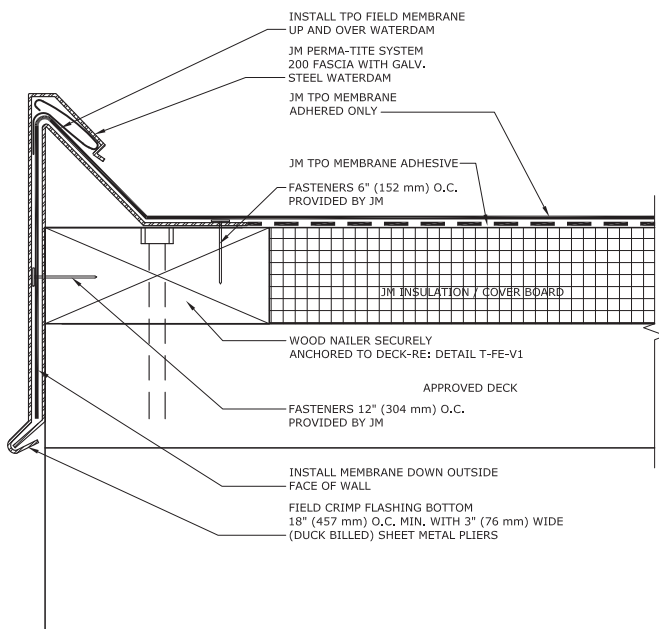 INSTALL TPO FIELD MEMBRANE
UP AND OVER WATERDAM
JM PERMA-TITE SYSTEM
200 FASCIA WITH GALV.
STEEL WATERDAM
JM TPO MEMBRANE
ADHERED ONLY
JM TPO MEMBRANE ADHESIVE
FASTENERS 6" (152 mm) O.C.
PROVIDED BY JM
JM INSULATION / COVER BOARD
WOOD NAILER SECURELY
ANCHORED TO DECK-RE: DETAIL T-FE-V1
APPROVED DECK
FASTENERS 12" (304 mm) O.C.
PROVIDED BY JM
INSTALL MEMBRANE DOWN OUTSIDE
FACE OF WALL
FIELD CRIMP FLASHING BOTTOM
18" (457 mm) O.C. MIN. WITH 3" (76 mm) WIDE
(DUCK BILLED) SHEET METAL PLIERS